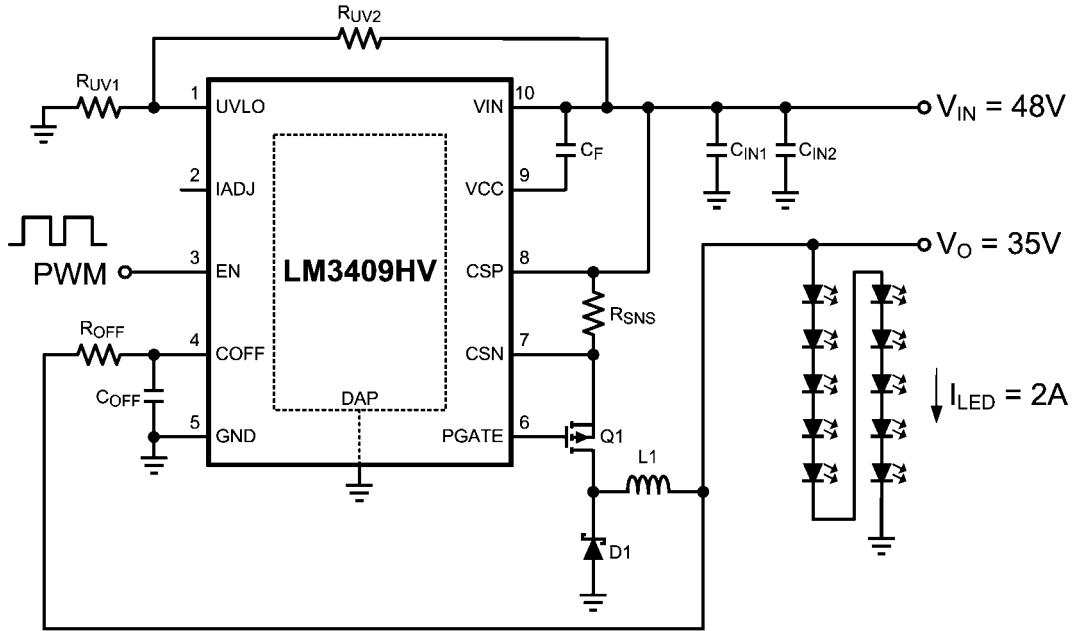 RUV2
RUV1
1
UVLO
VIN
10
VIN = 48V
CF
CIN1
CIN2
2
IADJ
VCC
9
VO = 35V
PWM
3
EN
LM3409HV
CSP
8
RSNS
ROFF
4
COFF
CSN
7
COFF
ILED = 2A
DAP
5
GND
PGATE
6
Q1
L1
D1